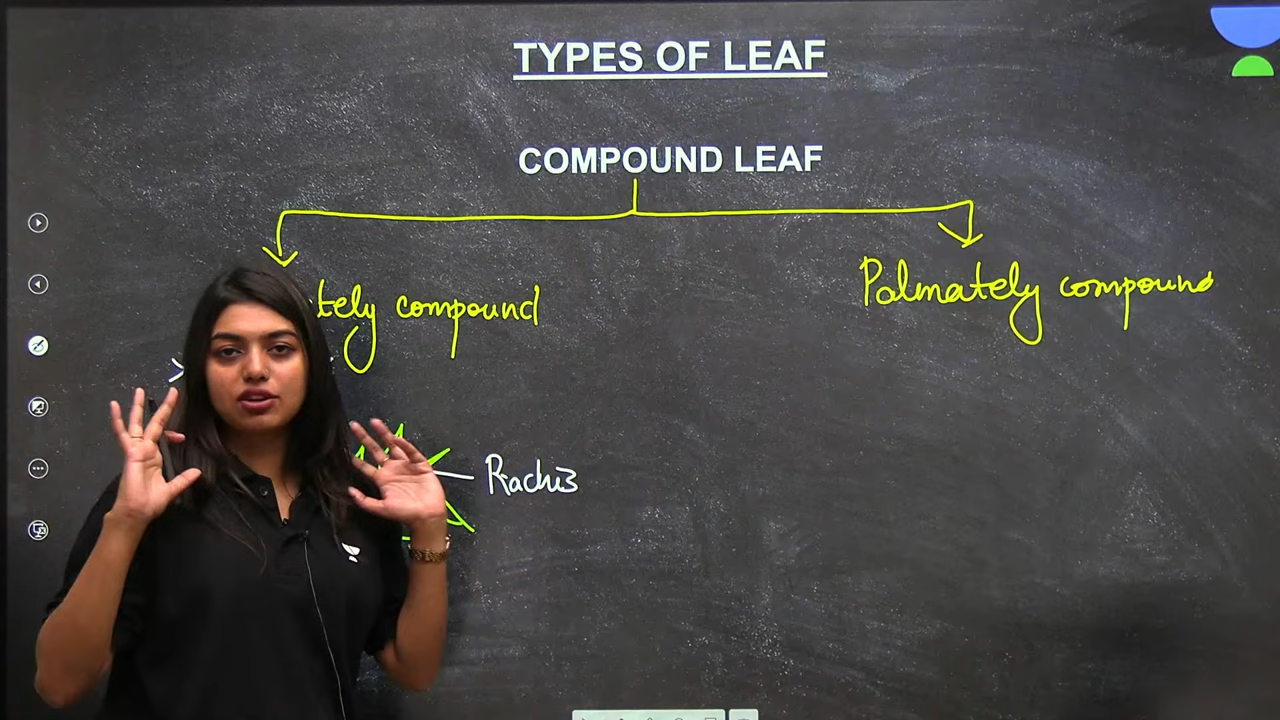 TYPES OF LEAF
COMPOUND LEAF
tely compound
Palmately compound
Rachis